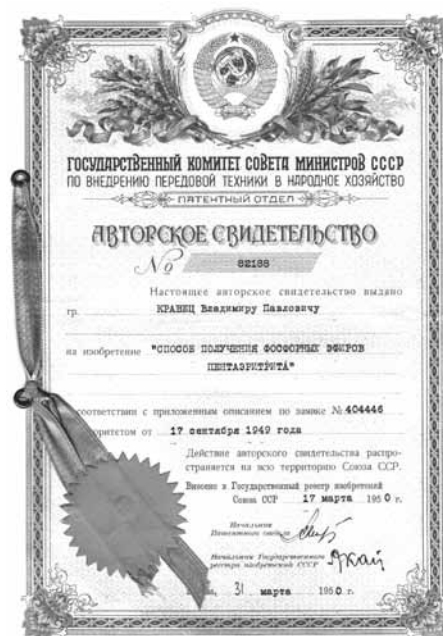 ГОСУДАРСТВЕННЫЙ КОМИТЕТ СОВЕТА МИНИСТРОВ СССР
ПО ВНЕДРЕНИЮ ПЕРЕДОВОЙ ТЕХНИКИ В НАРОДНОЕ ХОЗЯЙСТВО
ПАТЕНТНЫЙ ОТДЕЛ
АВТОРСКОЕ СВИДЕТЕЛЬСТВО
№ 82188
Настоящее авторское свидетельство выдано
гр. КРАВЕЦ Владимиру Павловичу
на изобретение "СПОСОБ ПОЛУЧЕНИЯ ФОСФОРНЫХ ЭФИРОВ
ПЕНТАЭРИТРИТА"
соответствии с приложенным описанием по заявке № 404446
оритетом от 17 сентября 1949 года
Действие авторского свидетельства распро-
страняется на всю территорию Союза ССР.
Внесено в Государственный реестр изобретений
Союза ССР 17 марта 1950 г.
Начальник
Патентного отдела
Начальник Государственного
реестра изобретений СССР
31 марта 1950 г.